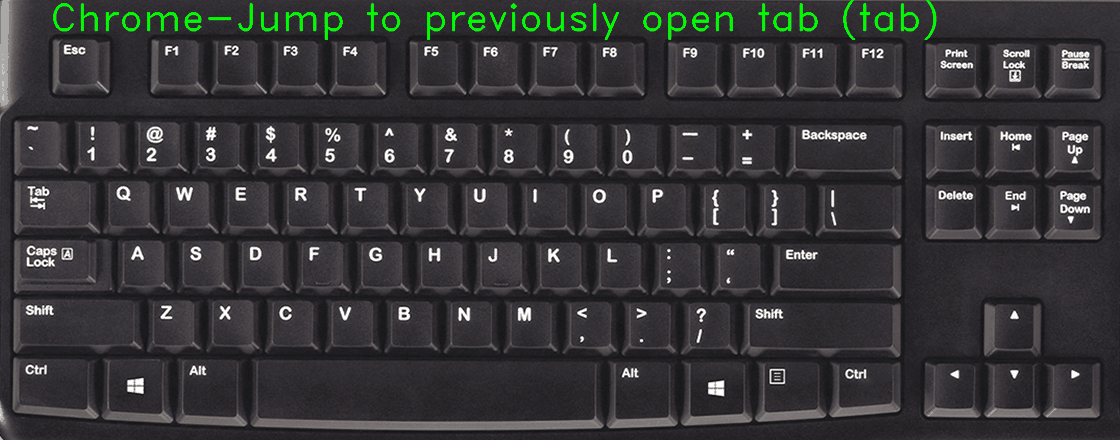 Chrome-Jump to previously open tab (tab)
Esc F1 F2 F3 F4 F5 F6 F7 F8 F9 F10 F11 F12 Print Screen Scroll Lock Pause Break
~ ! @ # $ % ^ & * ( ) — + Backspace Insert Home Page Up
` 1 2 3 4 5 6 7 8 9 0 - =
Tab Q W E R T Y U I O P { } | Delete End Page Down
[ ] \
Caps Lock A A S D F G H J K L : “ Enter
; ‘
Shift Z X C V B N M < > ? Shift
, . /
Ctrl Alt Alt Ctrl